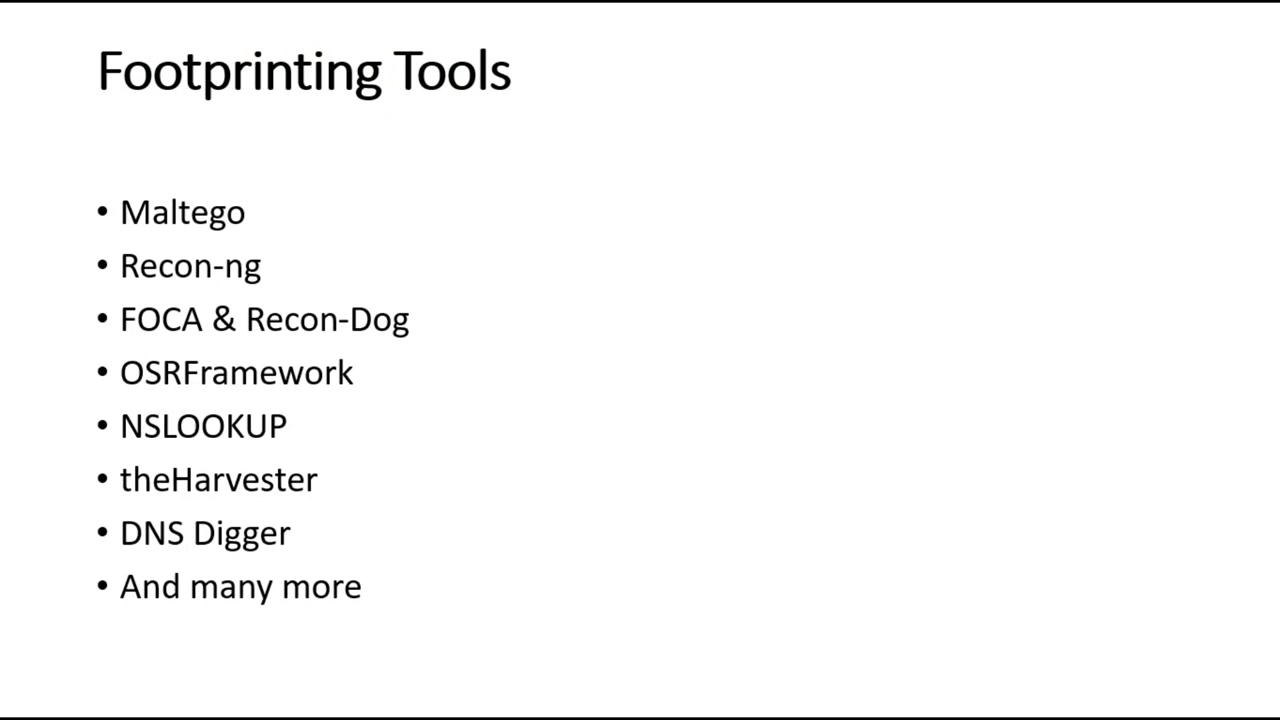 Footprinting Tools
• Maltego
• Recon-ng
• FOCA & Recon-Dog
• OSRFramework
• NSLOOKUP
• theHarvester
• DNS Digger
• And many more